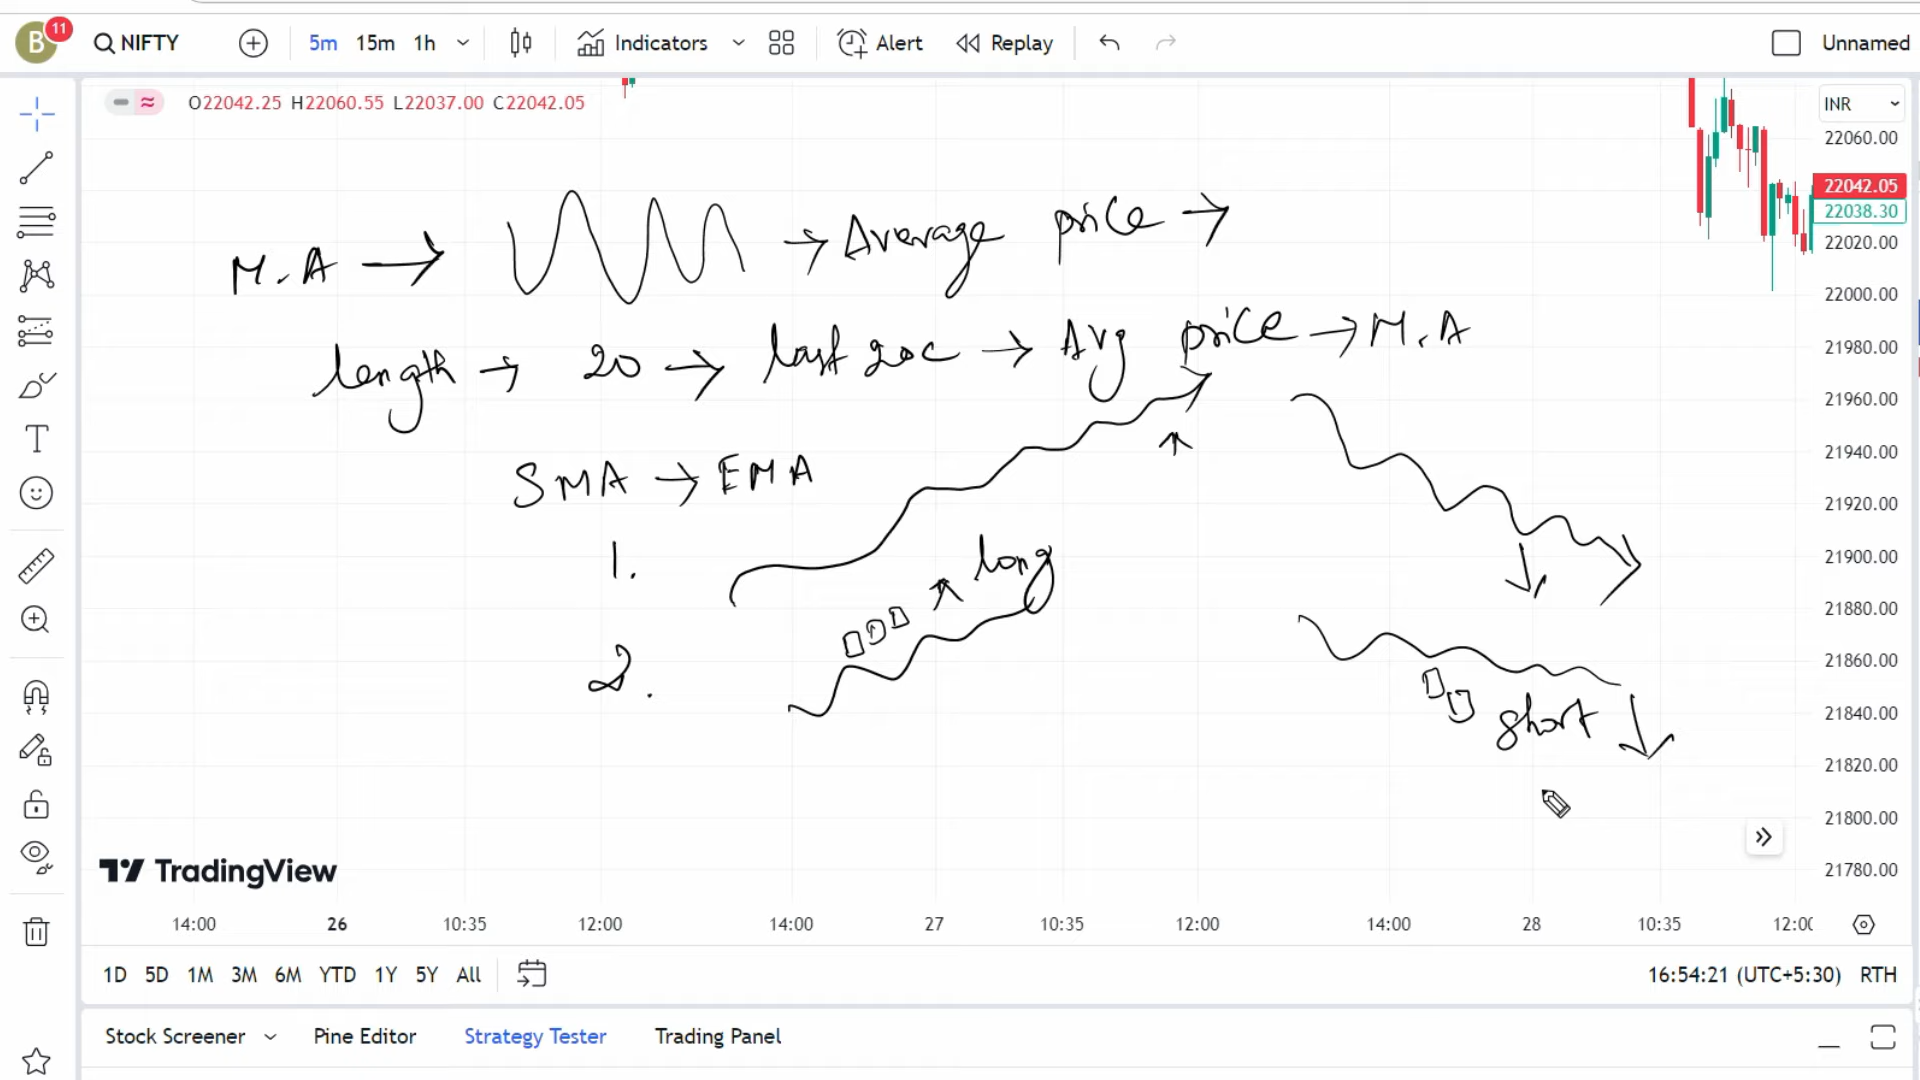 B 11 NIFTY 5m 15m 1h Indicators Alert Replay Unnamed
O22042.25 H22060.55 L22037.00 C22042.05
INR
22060.00
22042.05
22038.30
22020.00
22000.00
21980.00
21960.00
21940.00
21920.00
21900.00
21880.00
21860.00
21840.00
21820.00
21800.00
21780.00
M.A → → Average price →
length → 20 → last 20c → Avg price → M.A
SMA → EMA
1.
long
2.
short
TradingView
14:00 26 10:35 12:00 14:00 27 10:35 12:00 14:00 28 10:35 12:00
1D 5D 1M 3M 6M YTD 1Y 5Y All 16:54:21 (UTC+5:30) RTH
Stock Screener Pine Editor Strategy Tester Trading Panel